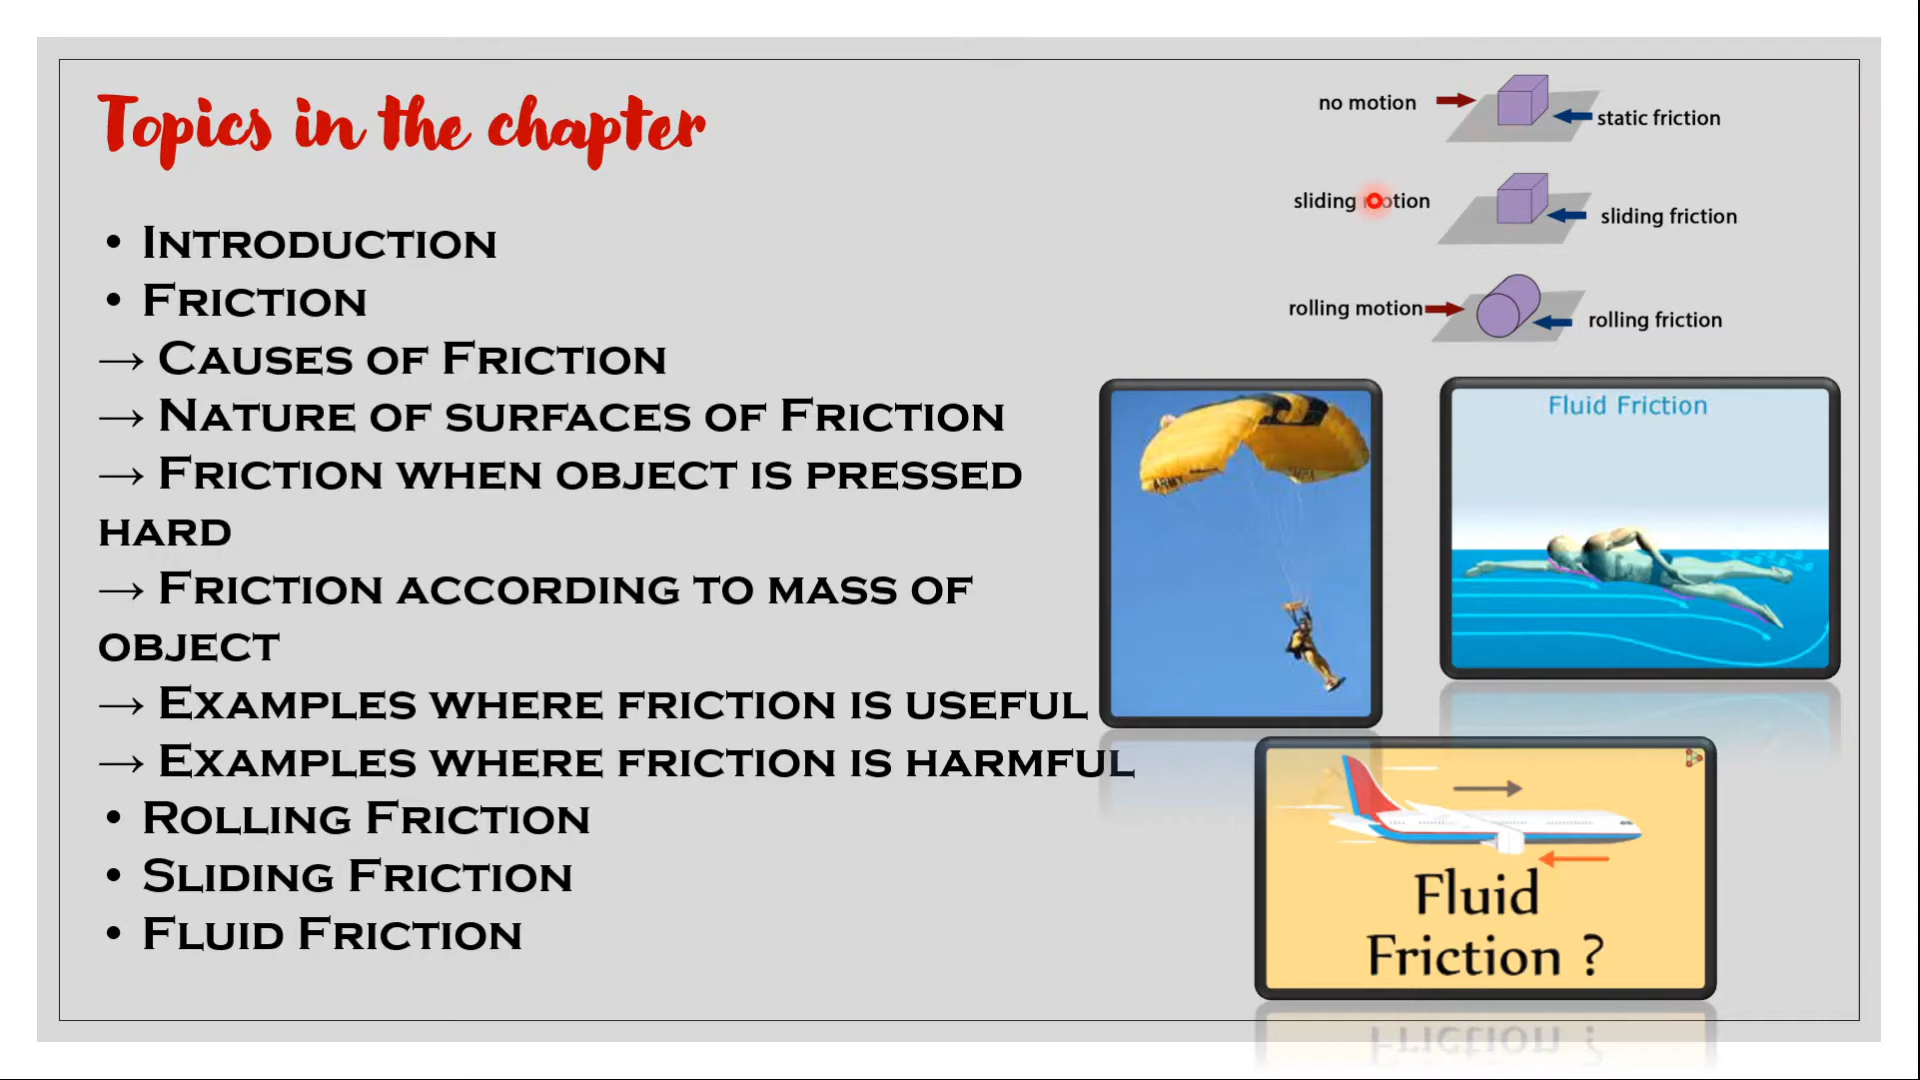 Topics in the chapter
• Introduction
• Friction
→ Causes of Friction
→ Nature of surfaces of Friction
→ Friction when object is pressed
hard
→ Friction according to mass of
object
→ Examples where friction is useful
→ Examples where friction is harmful
• Rolling Friction
• Sliding Friction
• Fluid Friction
no motion
static friction
sliding motion
sliding friction
rolling motion
rolling friction
ARMY
Fluid Friction
Fluid
Friction ?